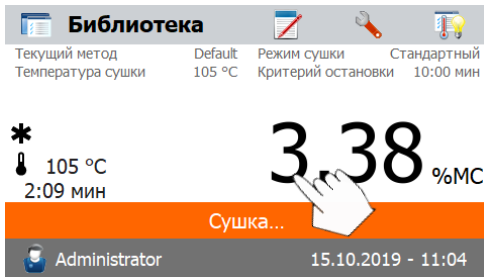 Библиотека
Текущий метод Default Режим сушки Стандартный
Температура сушки 105 °C Критерий остановки 10:00 мин
* 3.38 %MC
105 °C
2:09 мин
Сушка...
Administrator 15.10.2019 - 11:04